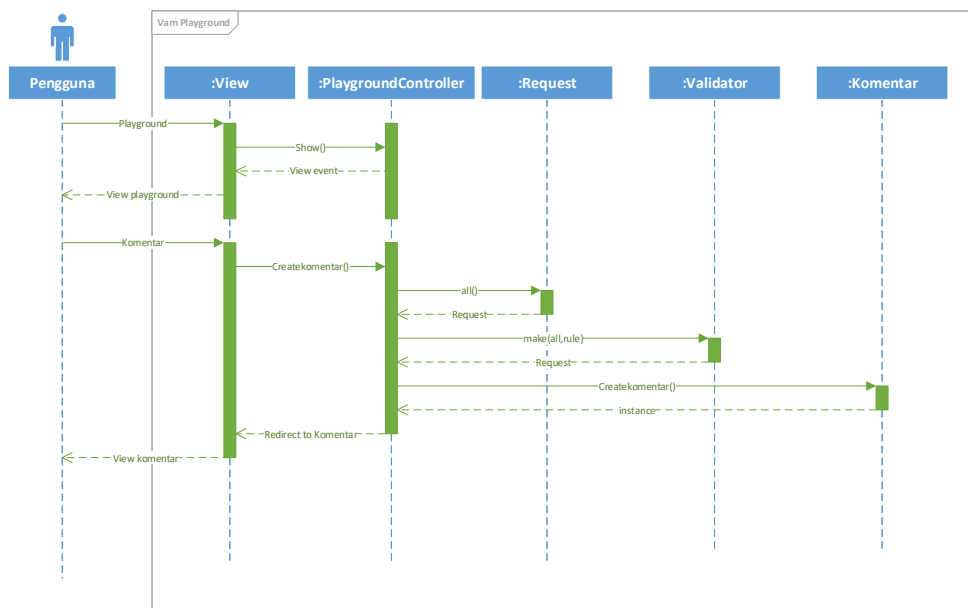 Vam Playground
Pengguna
:View
:PlaygroundController
:Request
:Validator
:Komentar
Playground
Show()
View event
View playground
Komentar
Createkomentar()
all()
Request
make(all,rule)
Request
Createkomentar()
instance
Redirect to Komentar
View komentar